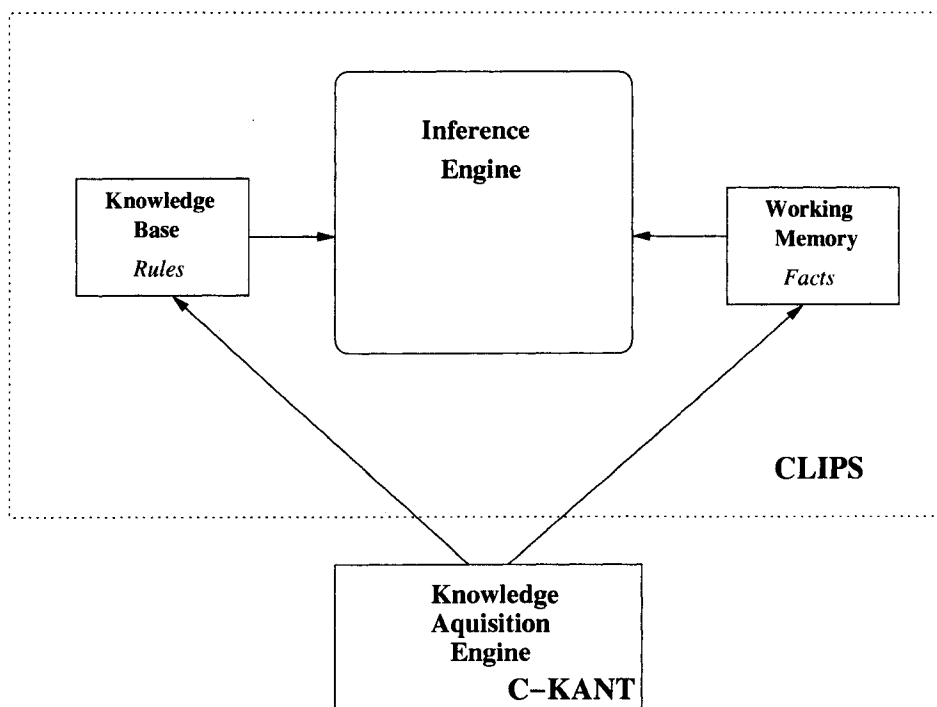 Inference
Engine
Knowledge
Base
Rules
Working
Memory
Facts
CLIPS
Knowledge
Aquisition
Engine
C-KANT